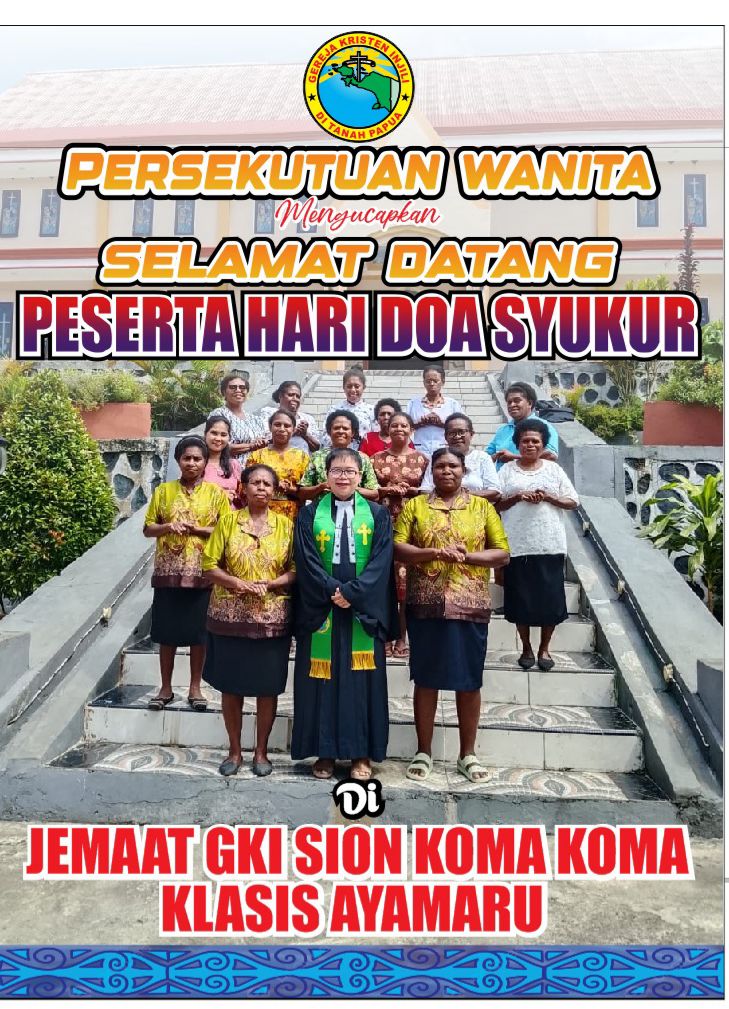 GEREJA KRISTEN INJILI
DI TANAH PAPUA
PERSEKUTUAN WANITA
Mengucapkan
SELAMAT DATANG
PESERTA HARI DOA SYUKUR
Di
JEMAAT GKI SION KOMA KOMA
KLASIS AYAMARU